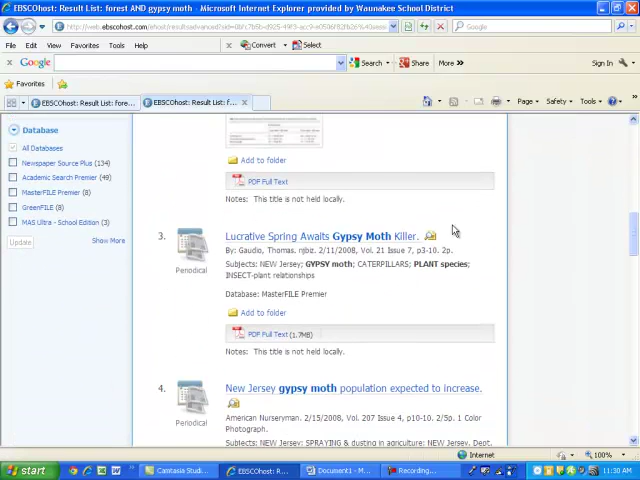 EBSCOhost: Result List: forest AND gypsy moth - Microsoft Internet Explorer provided by Waunakee School District
Google
File Edit View Favorites Tools Help
Convert Select
Google Search Share More >> Sign In
Favorites
EBSCOhost: Result List: fore... EBSCOhost: Result List: f... Page Safety Tools
Database
All Databases
Newspaper Source Plus (134)
Academic Search Premier (49)
MasterFILE Premier (8)
GreenFILE (8)
MAS Ultra - School Edition (3)
Update Show More
Add to folder
PDF Full Text
Notes: This title is not held locally.
3. Lucrative Spring Awaits Gypsy Moth Killer.
By: Gaudio, Thomas. njbiz. 2/11/2008, Vol. 21 Issue 7, p3-10. 2p.
Periodical
Subjects: NEW Jersey; GYPSY moth; CATERPILLARS; PLANT species;
INSECT-plant relationships
Database: MasterFILE Premier
Add to folder
PDF Full Text (1.7MB)
Notes: This title is not held locally.
4. New Jersey gypsy moth population expected to increase.
Periodical
American Nurseryman. 2/15/2008, Vol. 207 Issue 4, p10-10. 2/5p. 1 Color
Photograph.
Subjects: NEW Jersey; SPRAYING & dusting in agriculture; NEW Jersey. Dept.
Internet 100%
start Camtasia Studi... EBSCOhost: R... Document1 - M... Recording... 11:30 AM